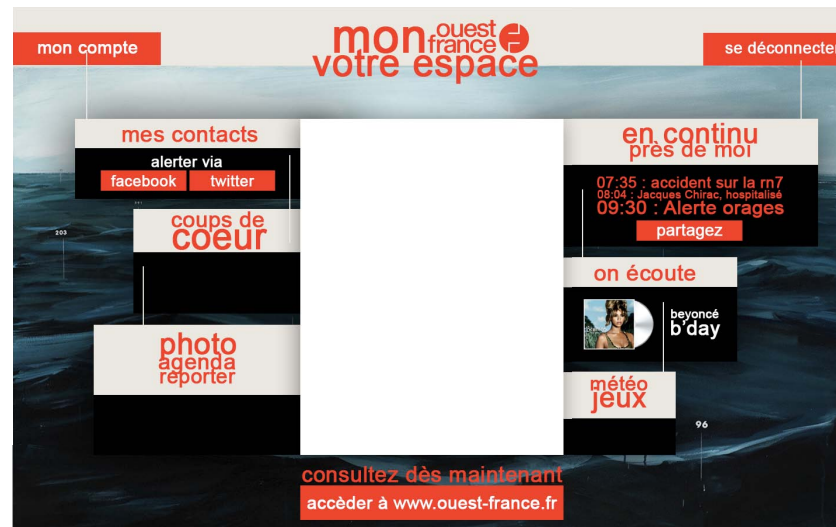 mon compte
mon ouest
france
votre espace
se déconnecter
mes contacts
alerter via
facebook twitter
coups de
coeur
photo
agenda
reporter
en continu
près de moi
07:35 : accident sur la rn7
08:04 : Jacques Chirac, hospitalisé
09:30 : Alerte orages
partagez
on écoute
beyoncé
b'day
météo
jeux
203
96
consultez dès maintenant
accèder à www.ouest-france.fr